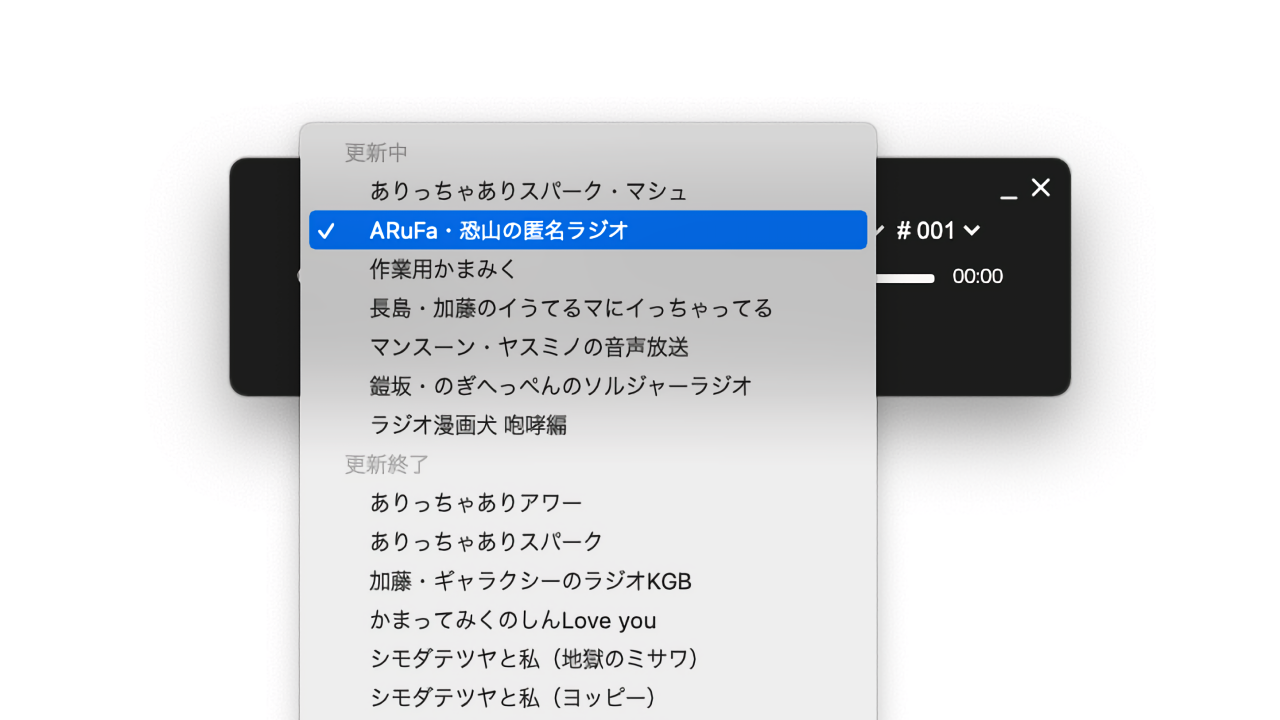 更新中
ありっちゃありスパーク・マシュ
✓ ARuFa・恐山の匿名ラジオ
# 001
作業用かまみく
00:00
長島・加藤のイうてるマにイっちゃってる
マンスーン・ヤスミノの音声放送
鎧坂・のぎへっぺんのソルジャーラジオ
ラジオ漫画犬 咆哮編
更新終了
ありっちゃありアワー
ありっちゃありスパーク
加藤・ギャラクシーのラジオKGB
かまってみくのしんLove you
シモダテツヤと私（地獄のミサワ）
シモダテツヤと私（ヨッピー）